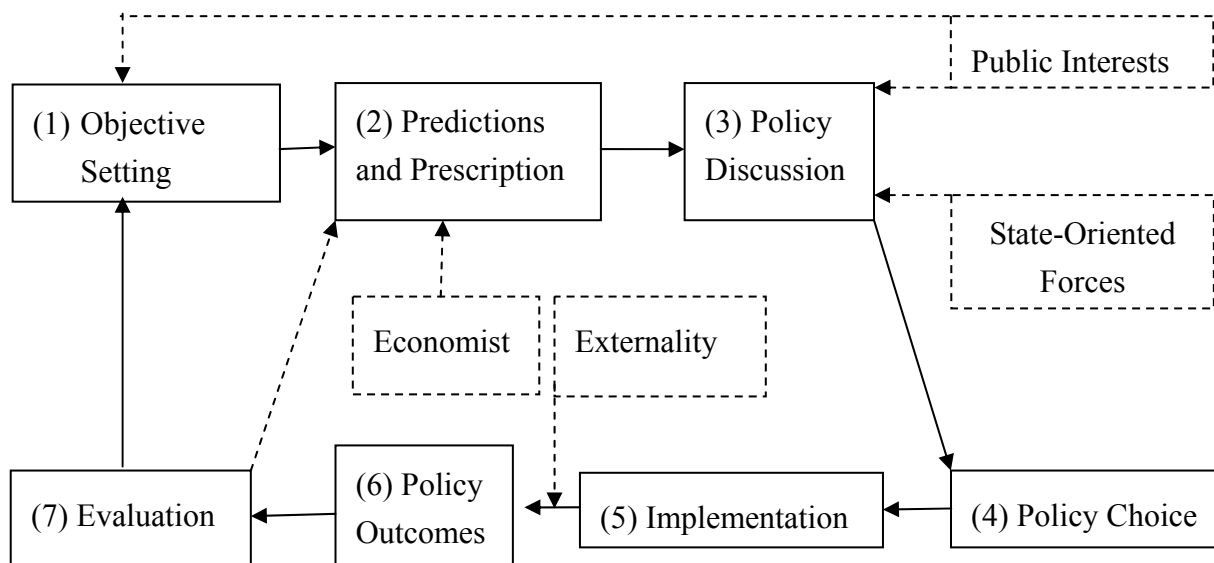 Public Interests
(1) Objective
Setting
(2) Predictions
and Prescription
(3) Policy
Discussion
State-Oriented
Forces
Economist
Externality
(7) Evaluation
(6) Policy
Outcomes
(5) Implementation
(4) Policy Choice